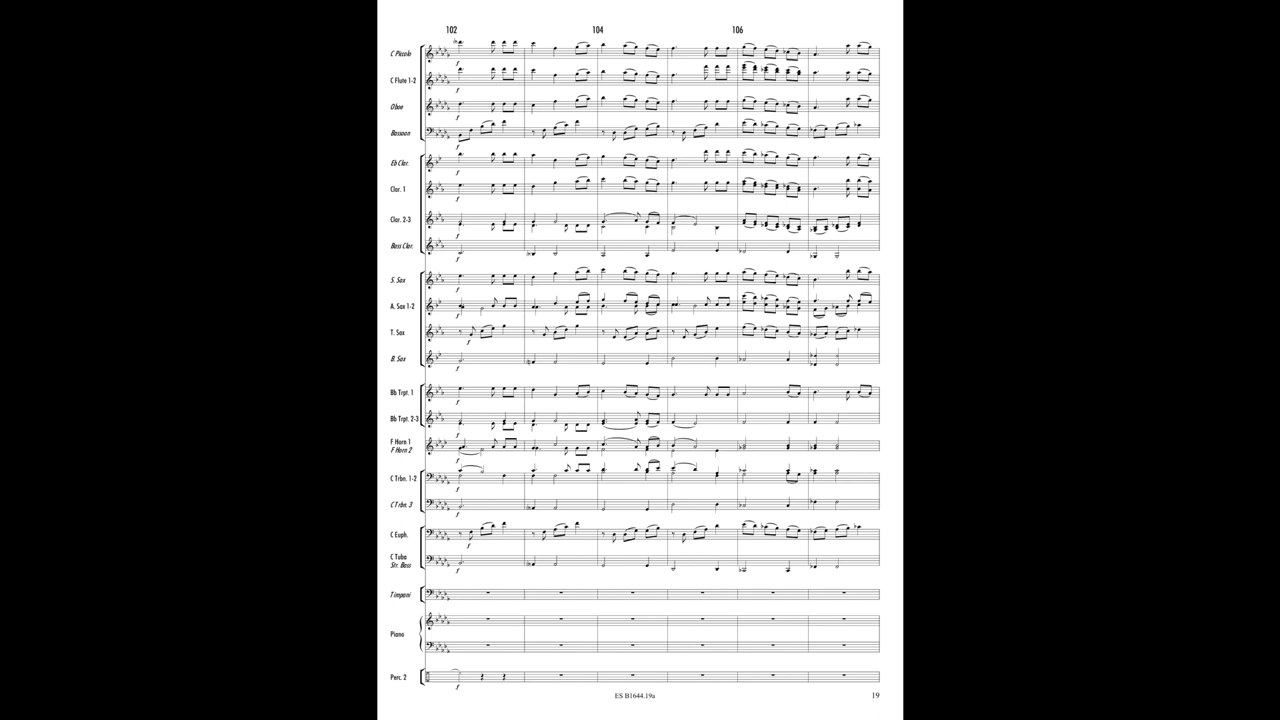 102 104 106
C Piccolo
C Flute 1-2
Oboe
Bassoon
Eb Clar.
Clar. 1
Clar. 2-3
Bass Clar.
S. Sax
A. Sax 1-2
T. Sax
B. Sax
Bb Trpt. 1
Bb Trpt. 2-3
F Horn 1
F Horn 2
C Trbn. 1-2
C Trbn. 3
C Euph.
C Tuba
Str. Bass
Timpani
Piano
Perc. 2
ES B1644.19a
19